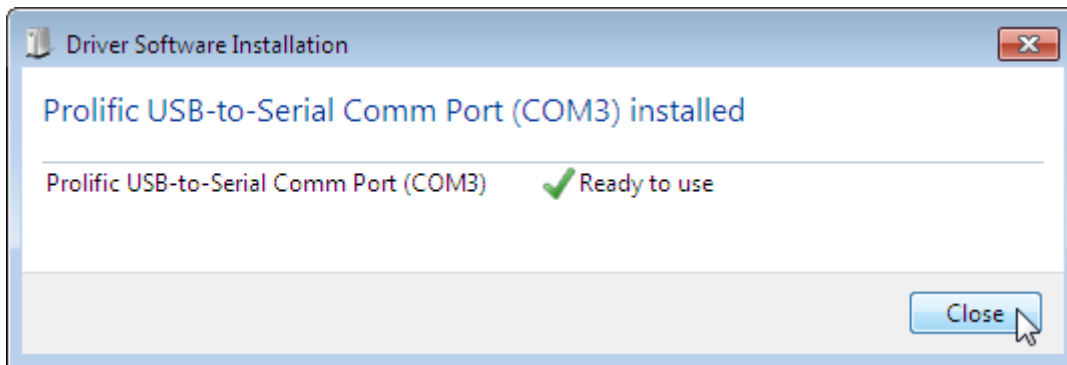 Driver Software Installation
Prolific USB-to-Serial Comm Port (COM3) installed
Prolific USB-to-Serial Comm Port (COM3) Ready to use
Close